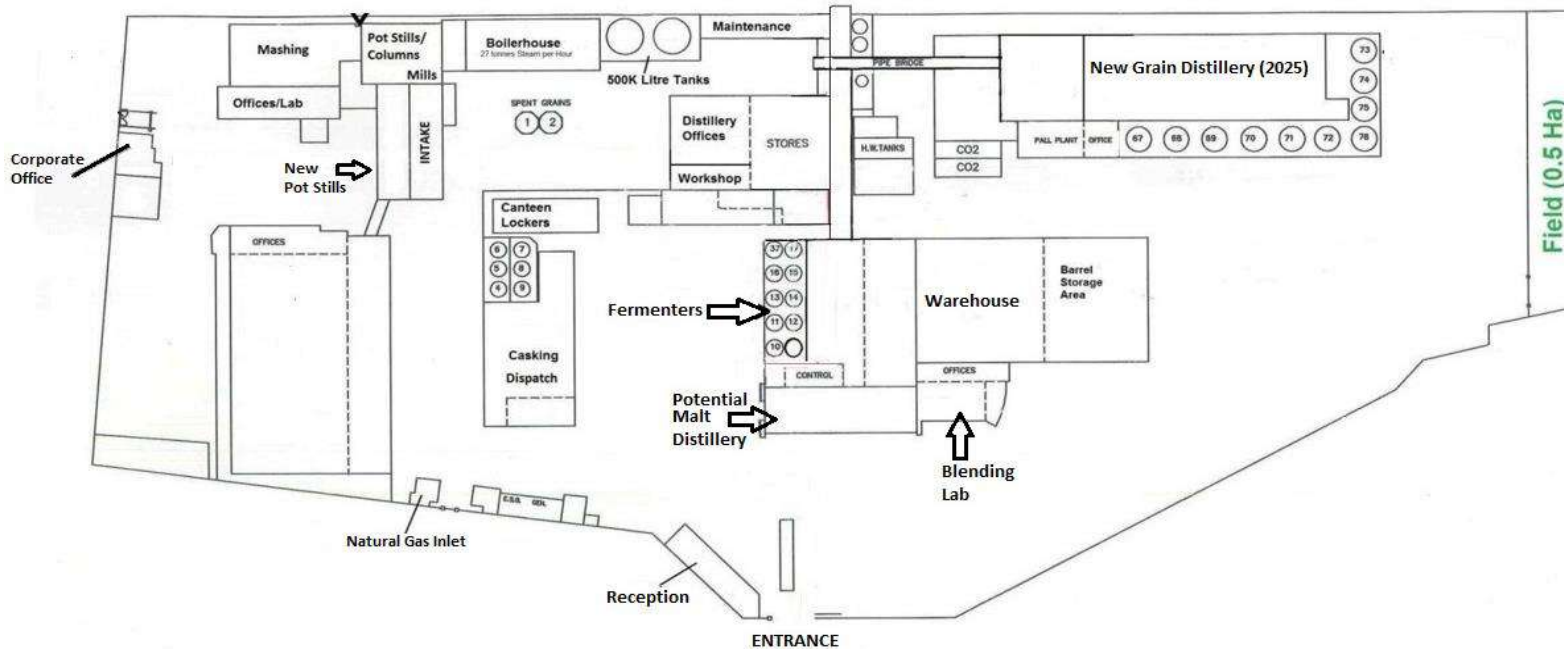 Mashing
Pot Stills/
Columns
Mills
Boilerhouse
27 tonnes Steam per Hour
500K Litre Tanks
Maintenance
PIPE BRIDGE
New Grain Distillery (2025)
73
74
75
76
67
68
69
70
71
72
PALL PLANT
OFFICE
CO2
CO2
H.W.TANKS
Field (0.5 Ha)
Offices/Lab
INTAKE
SPENT GRAINS
1
2
Distillery
Offices
STORES
Workshop
Corporate
Office
New
Pot Stills
Canteen
Lockers
OFFICES
6
7
5
8
4
9
Casking
Dispatch
Fermenters
37
17
16
15
13
14
11
12
10
CONTROL
Warehouse
Barrel
Storage
Area
OFFICES
Potential
Malt
Distillery
Blending
Lab
Natural Gas Inlet
Reception
ENTRANCE